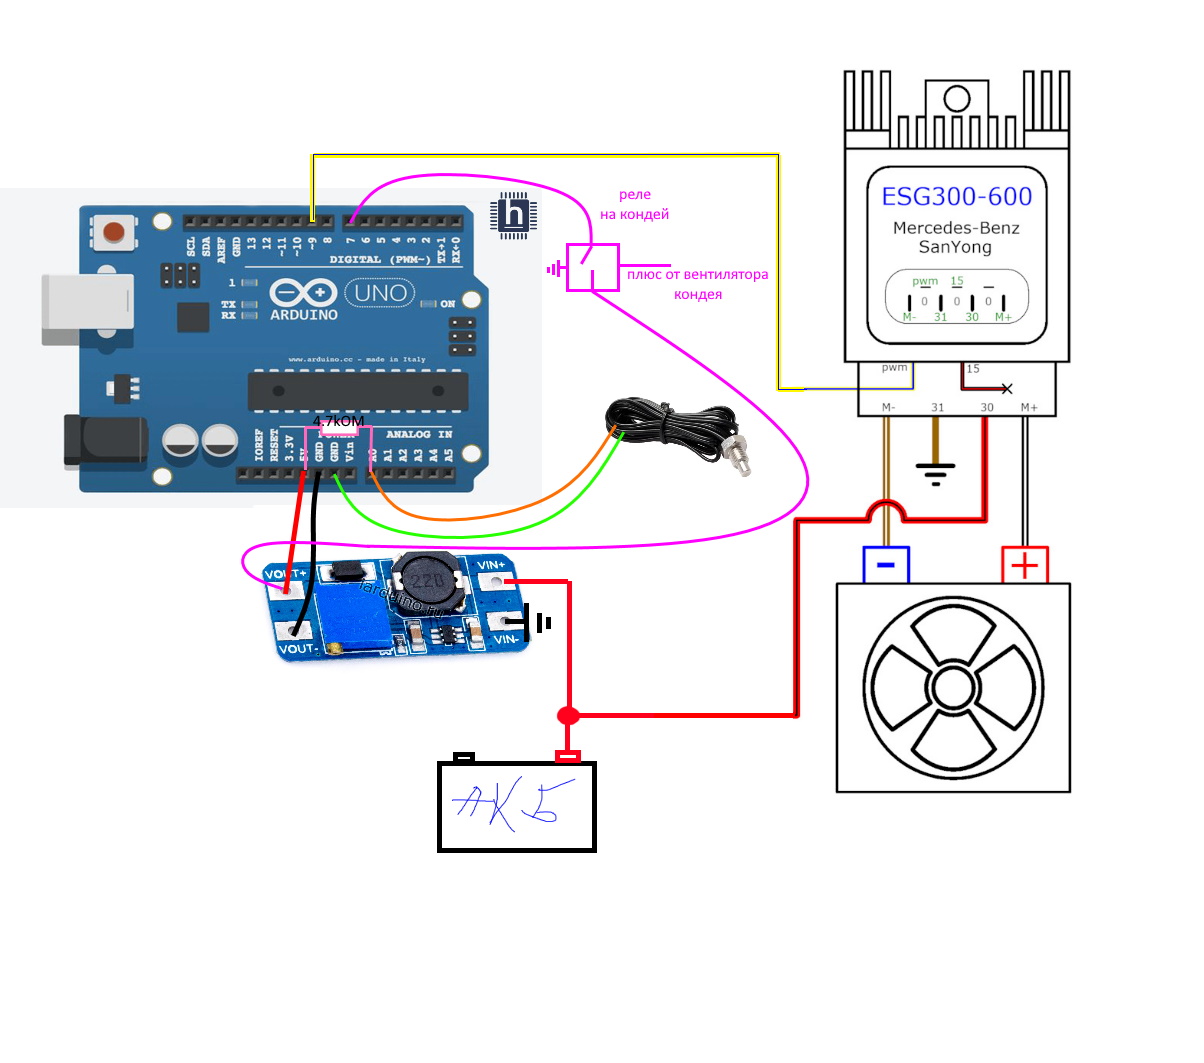 реле
на кондей
плюс от вентилятора
кондея
ESG300-600
Mercedes-Benz
SanYong
pwm 15
0 0 0
M- 31 30 M+
pwm 15
M- 31 30 M+
h
SCL
SDA
AREF
GND
13
12
~11
~10
~9
8
7
6
5
4
3
2
TX+1
RX+0
DIGITAL (PWM~)
1
TX
RX
UNO
ON
ARDUINO
www.arduino.cc - made in Italy
4.7kOM
ANALOG IN
IOREF
RESET
3.3V
GND
GND
Vin
A0
A1
A2
A3
A4
A5
VOUT+
VOUT-
220
VIN+
VIN-
АКБ